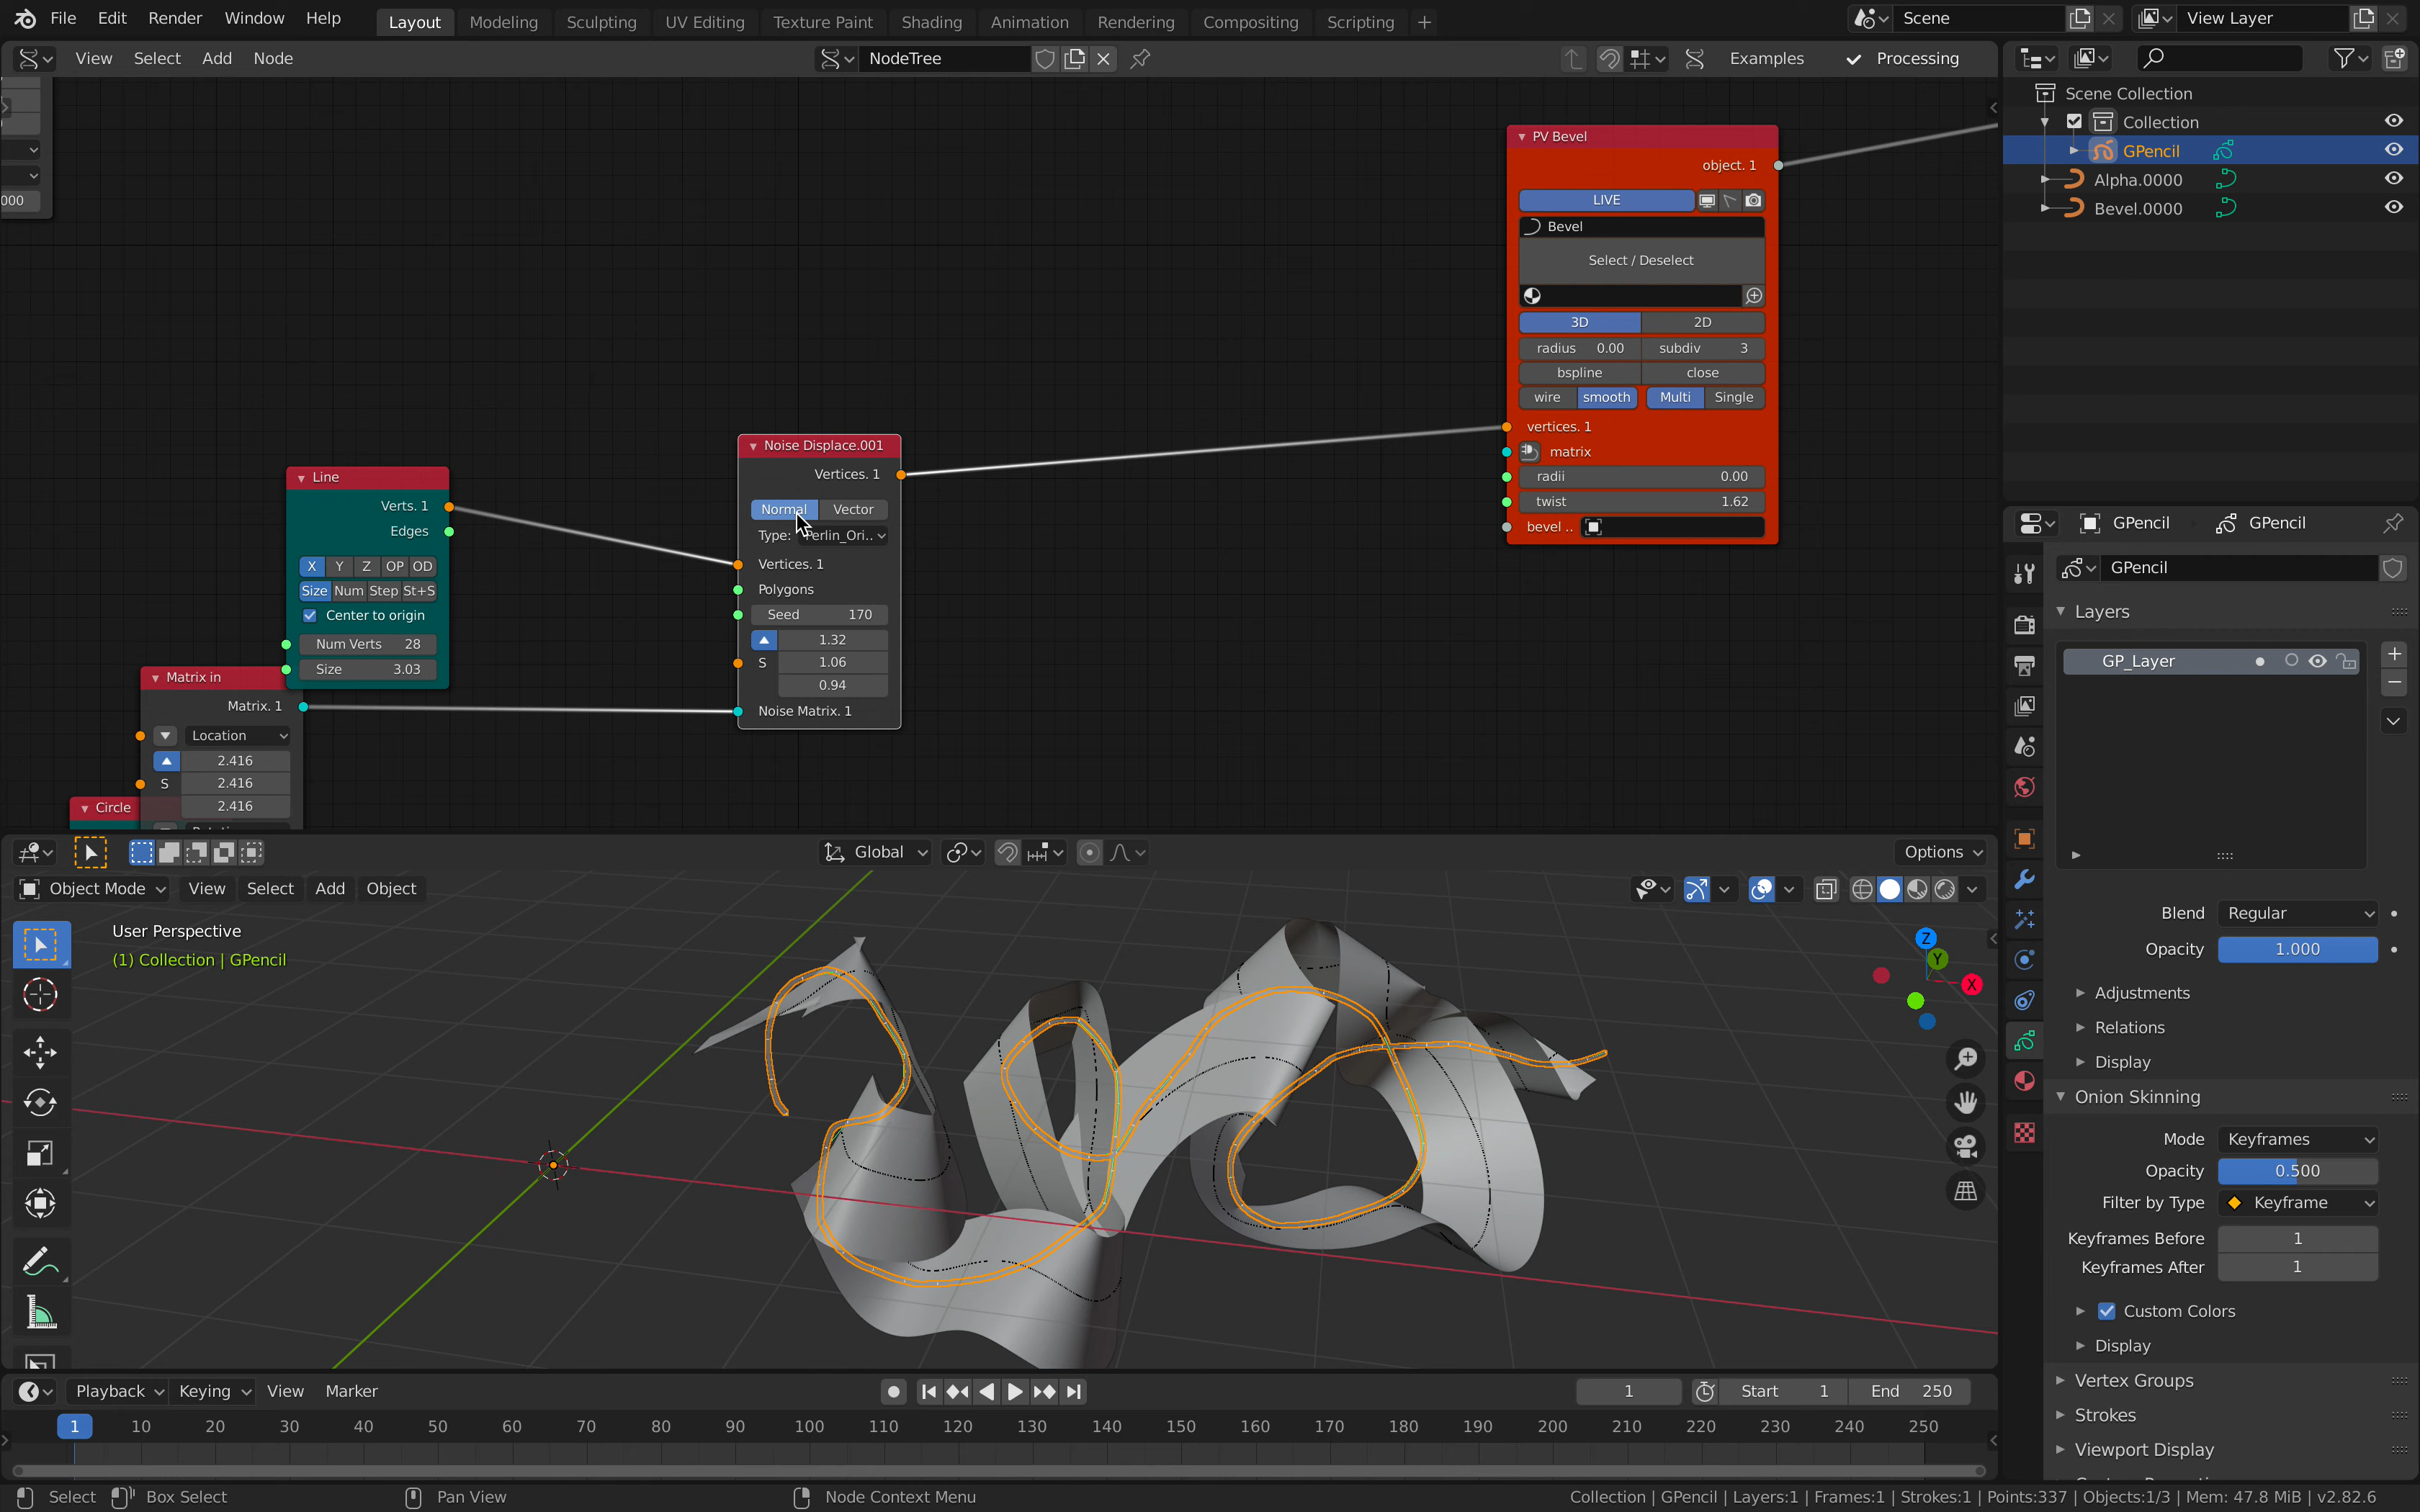 File Edit Render Window Help Layout Modeling Sculpting UV Editing Texture Paint Shading Animation Rendering Compositing Scripting + Scene View Layer
View Select Add Node NodeTree Examples Processing
Scene Collection
Collection
GPencil
Alpha.0000
Bevel.0000
000
PV Bevel
object. 1
LIVE
Bevel
Select / Deselect
3D 2D
radius 0.00 subdiv 3
bspline close
wire smooth Multi Single
vertices. 1
matrix
radii 0.00
twist 1.62
bevel ..
Noise Displace.001
Vertices. 1
Normal Vector
Type: Perlin_Ori..
Vertices. 1
Polygons
Seed 170
1.32
S 1.06
0.94
Noise Matrix. 1
Line
Verts. 1
Edges
X Y Z OP OD
Size Num Step St+S
Center to origin
Num Verts 28
Size 3.03
Matrix in
Matrix. 1
Location
2.416
S 2.416
2.416
Circle
GPencil GPencil
GPencil
Layers
GP_Layer
Blend Regular
Opacity 1.000
Adjustments
Relations
Display
Onion Skinning
Mode Keyframes
Opacity 0.500
Filter by Type Keyframe
Keyframes Before 1
Keyframes After 1
Custom Colors
Display
Vertex Groups
Strokes
Viewport Display
Global Options
Object Mode View Select Add Object
User Perspective
(1) Collection | GPencil
Z
Y
X
Playback Keying View Marker 1 Start 1 End 250
1 10 20 30 40 50 60 70 80 90 100 110 120 130 140 150 160 170 180 190 200 210 220 230 240 250
Select Box Select Pan View Node Context Menu Collection | GPencil | Layers:1 | Frames:1 | Strokes:1 | Points:337 | Objects:1/3 | Mem: 47.8 MiB | v2.82.6